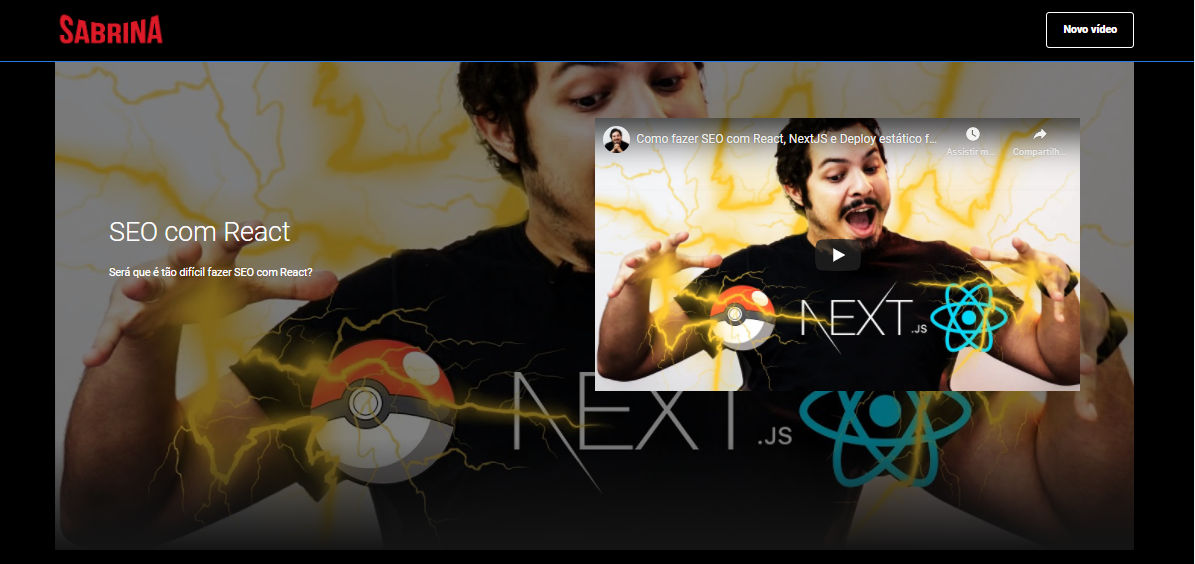 SABRINA
Novo vídeo
Como fazer SEO com React, NextJS e Deploy estático f...
Assistir m...
Compartilh...
SEO com React
Será que é tão difícil fazer SEO com React?
NEXT.JS
NEXT.JS